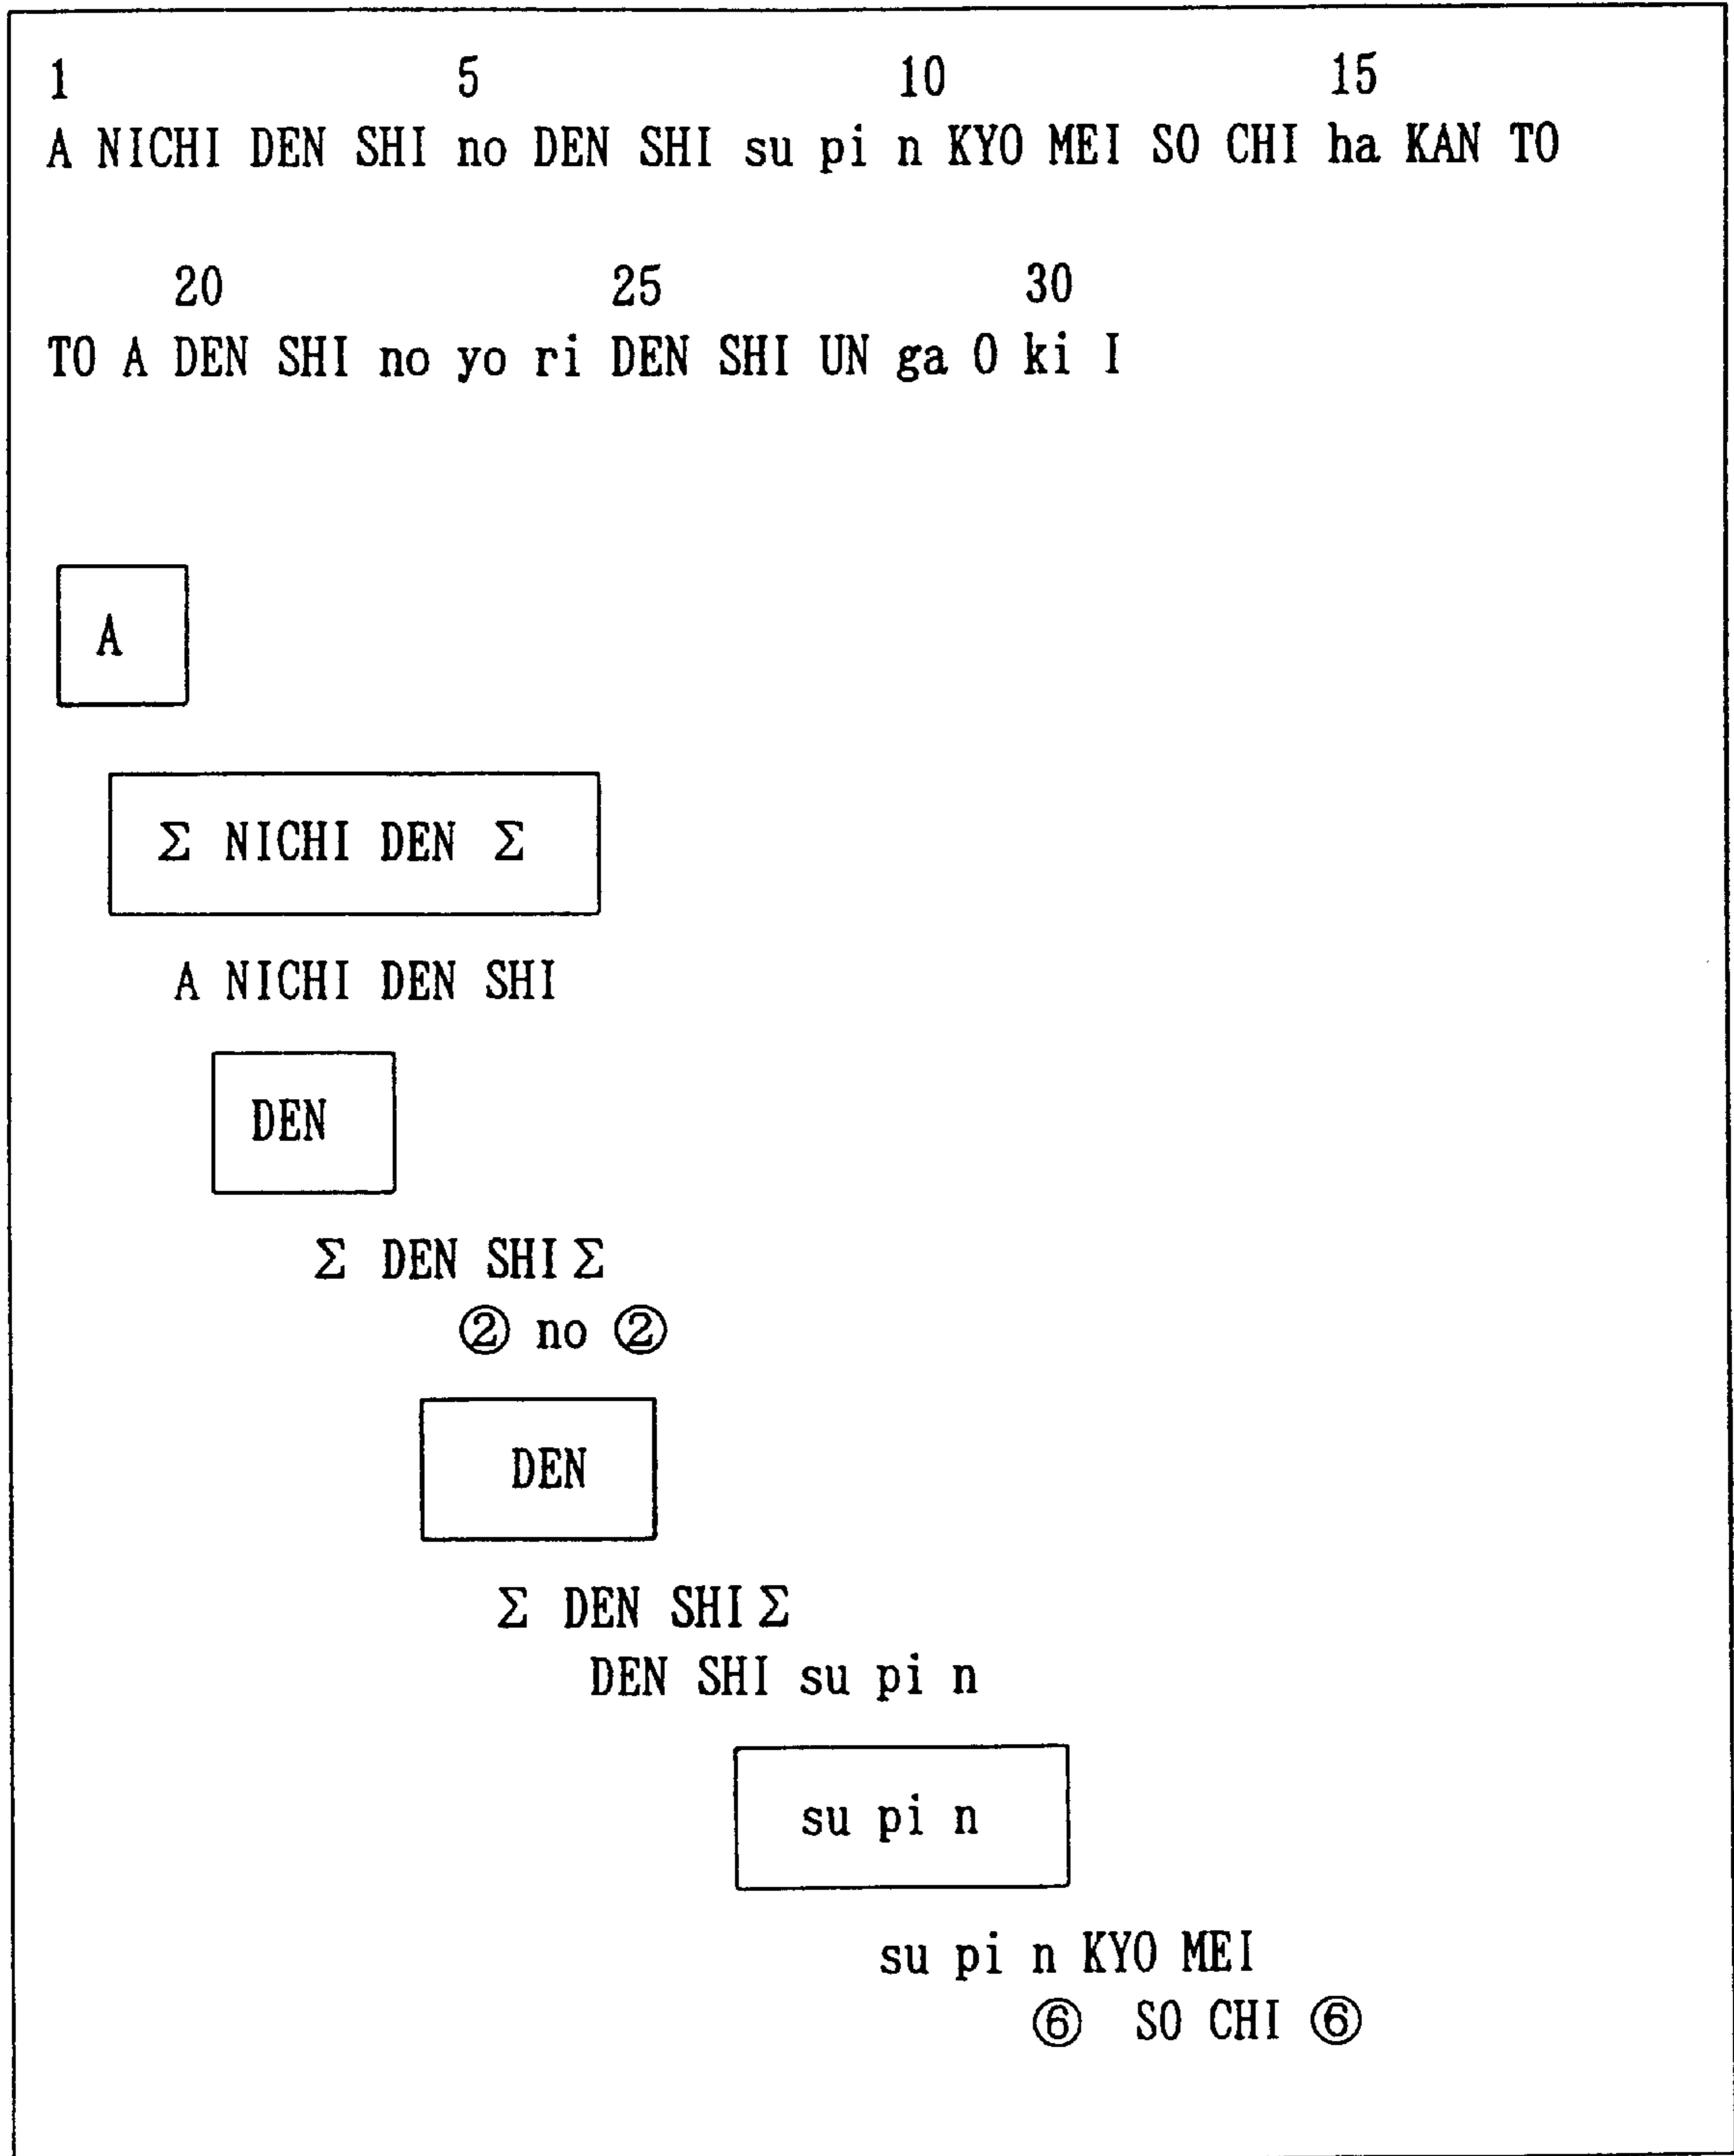 1 5 10 15
A NICHI DEN SHI no DEN SHI su pi n KYO MEI SO CHI ha KAN TO
20 25 30
TO A DEN SHI no yo ri DEN SHI UN ga O ki I
A
Σ NICHI DEN Σ
A NICHI DEN SHI
DEN
Σ DEN SHI Σ
② no ②
DEN
Σ DEN SHI Σ
DEN SHI su pi n
su pi n
su pi n KYO MEI
⑥ SO CHI ⑥